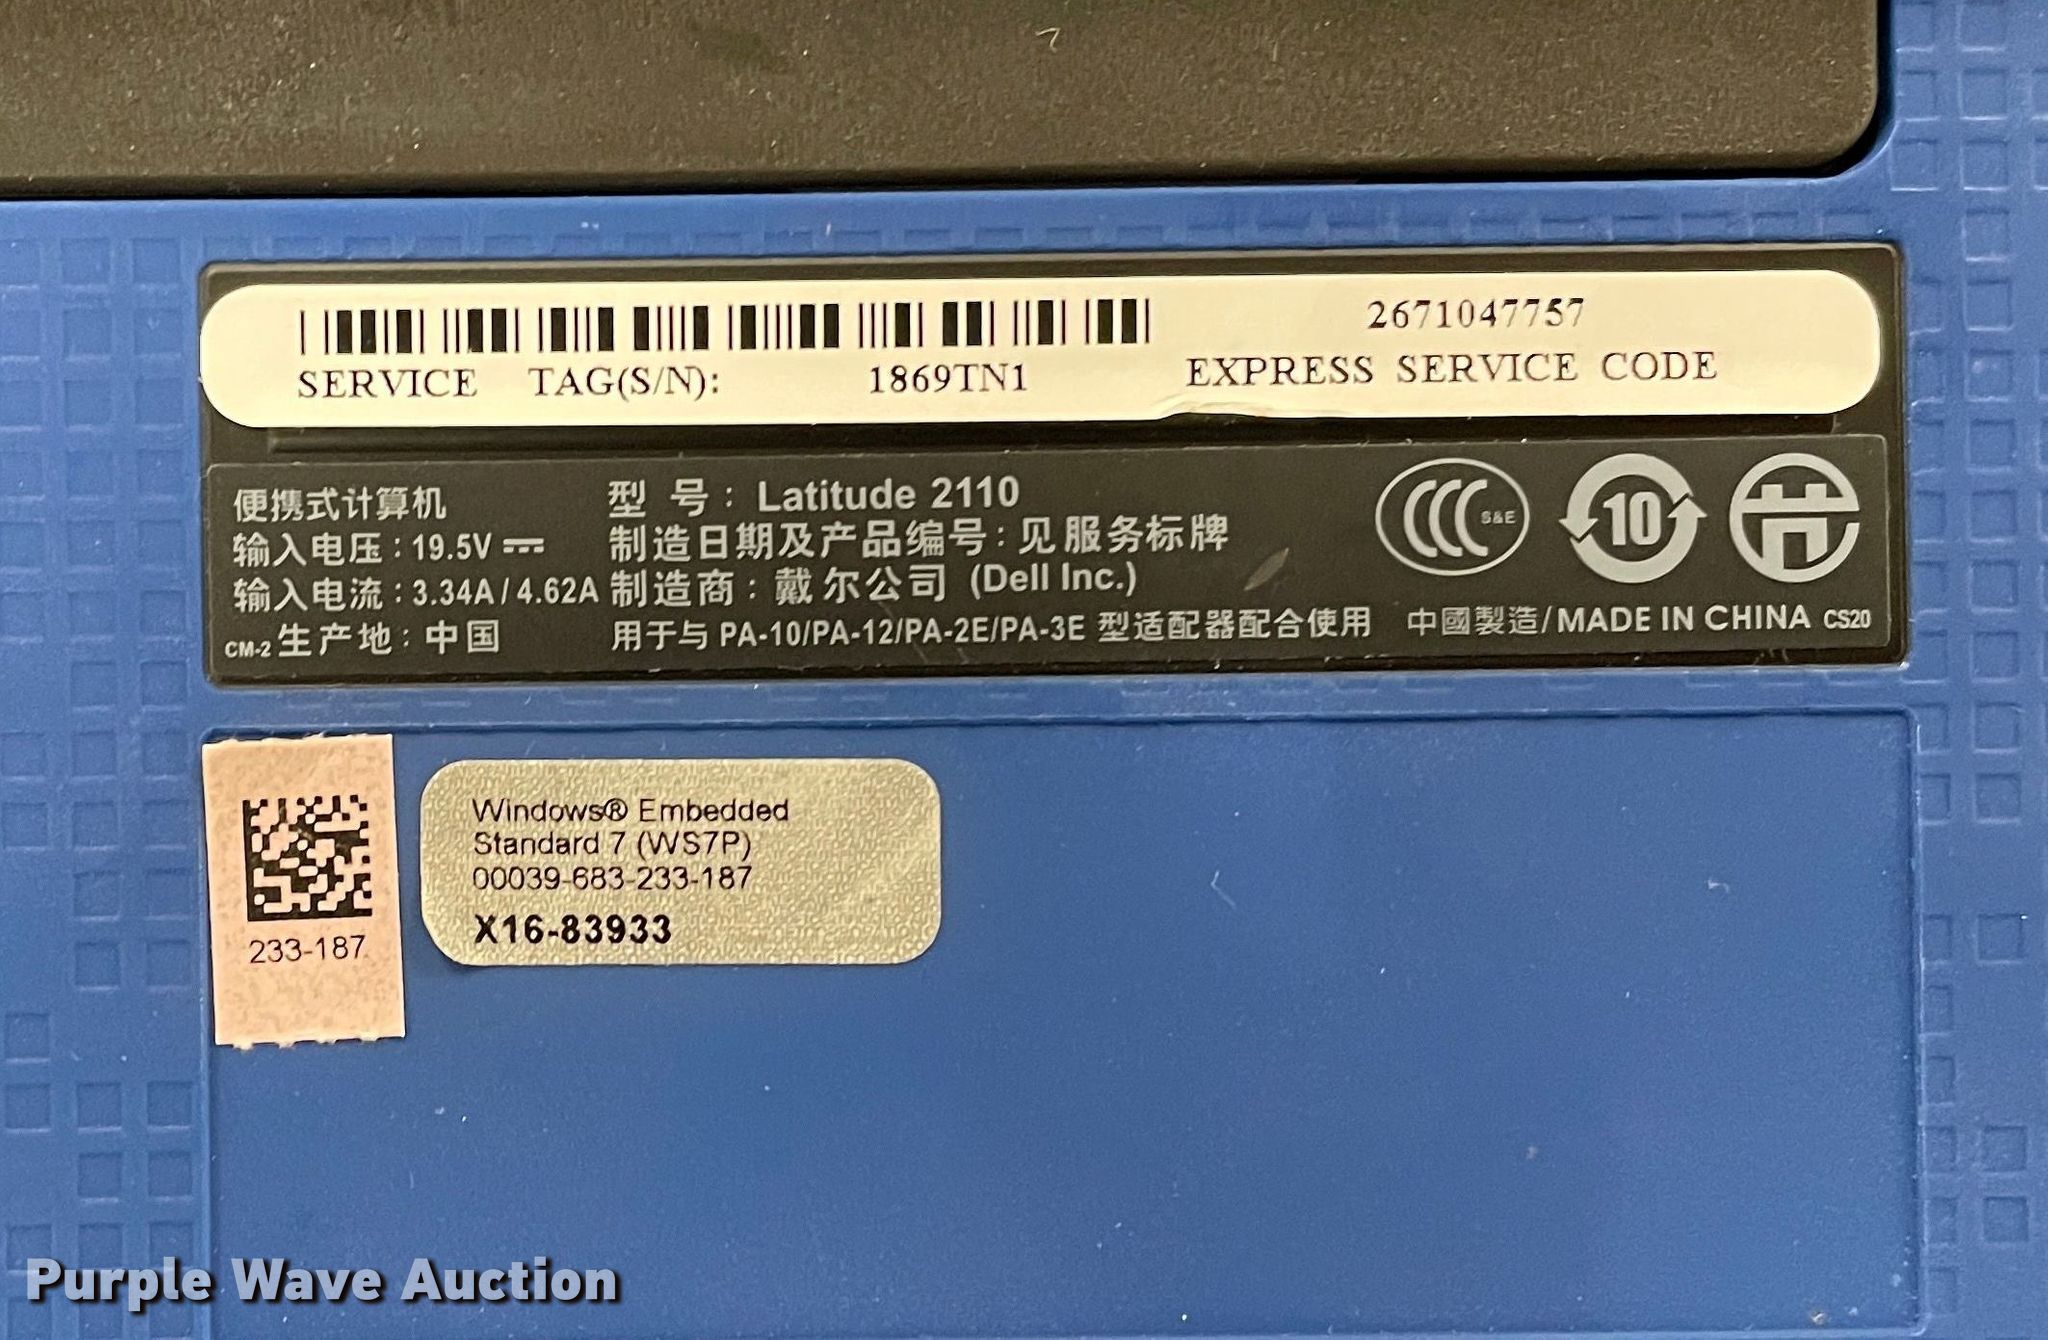 2671047757
SERVICE TAG(S/N): 1869TN1 EXPRESS SERVICE CODE
便携式计算机
输入电压：19.5V
输入电流：3.34A/4.62A
CM-2 生产地：中国
型 号：Latitude 2110
制造日期及产品编号：见服务标牌
制造商：戴尔公司 (Dell Inc.)
用于与 PA-10/PA-12/PA-2E/PA-3E 型适配器配合使用
CCC S&E
10
中國製造/MADE IN CHINA CS20
233-187
Windows® Embedded
Standard 7 (WS7P)
00039-683-233-187
X16-83933
Purple Wave Auction